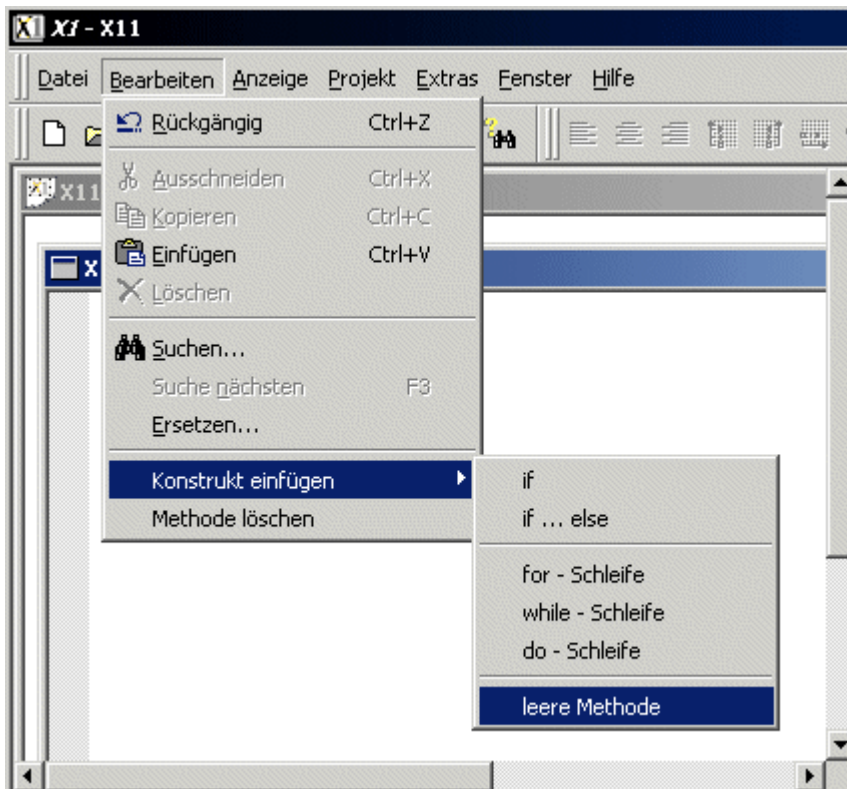 X1 - X11
Datei Bearbeiten Anzeige Projekt Extras Fenster Hilfe
Rückgängig Ctrl+Z
Ausschneiden Ctrl+X
X11
Kopieren Ctrl+C
Einfügen Ctrl+V
X
Löschen
Suchen...
Suche nächsten F3
Ersetzen...
Konstrukt einfügen
Methode löschen
if
if ... else
for - Schleife
while - Schleife
do - Schleife
leere Methode